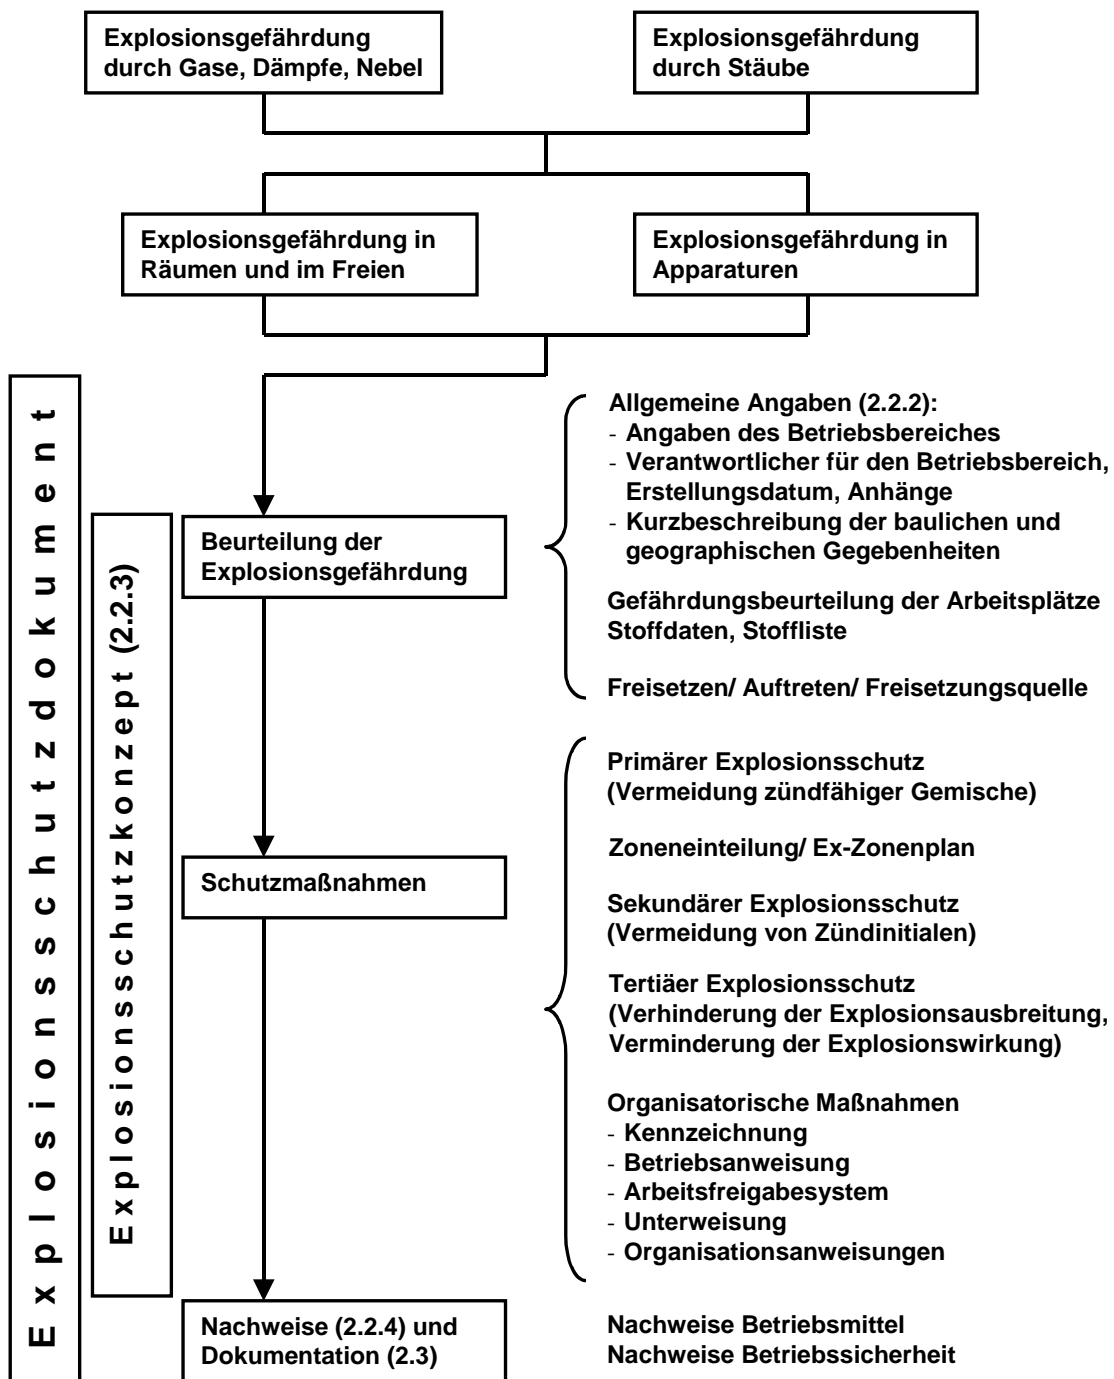 Explosionsgefährdung
durch Gase, Dämpfe, Nebel
Explosionsgefährdung
durch Stäube
Explosionsgefährdung in
Räumen und im Freien
Explosionsgefährdung in
Apparaturen
Explosionsschutzdokument
Explosionsschutzkonzept (2.2.3)
Beurteilung der
Explosionsgefährdung
Allgemeine Angaben (2.2.2):
- Angaben des Betriebsbereiches
- Verantwortlicher für den Betriebsbereich,
Erstellungsdatum, Anhänge
- Kurzbeschreibung der baulichen und
geographischen Gegebenheiten
Gefährdungsbeurteilung der Arbeitsplätze
Stoffdaten, Stoffliste
Freisetzen/ Auftreten/ Freisetzungsquelle
Schutzmaßnahmen
Primärer Explosionsschutz
(Vermeidung zündfähiger Gemische)
Zoneneinteilung/ Ex-Zonenplan
Sekundärer Explosionsschutz
(Vermeidung von Zündinitialen)
Tertiäer Explosionsschutz
(Verhinderung der Explosionsausbreitung,
Verminderung der Explosionswirkung)
Organisatorische Maßnahmen
- Kennzeichnung
- Betriebsanweisung
- Arbeitsfreigabesystem
- Unterweisung
- Organisationsanweisungen
Nachweise (2.2.4) und
Dokumentation (2.3)
Nachweise Betriebsmittel
Nachweise Betriebssicherheit